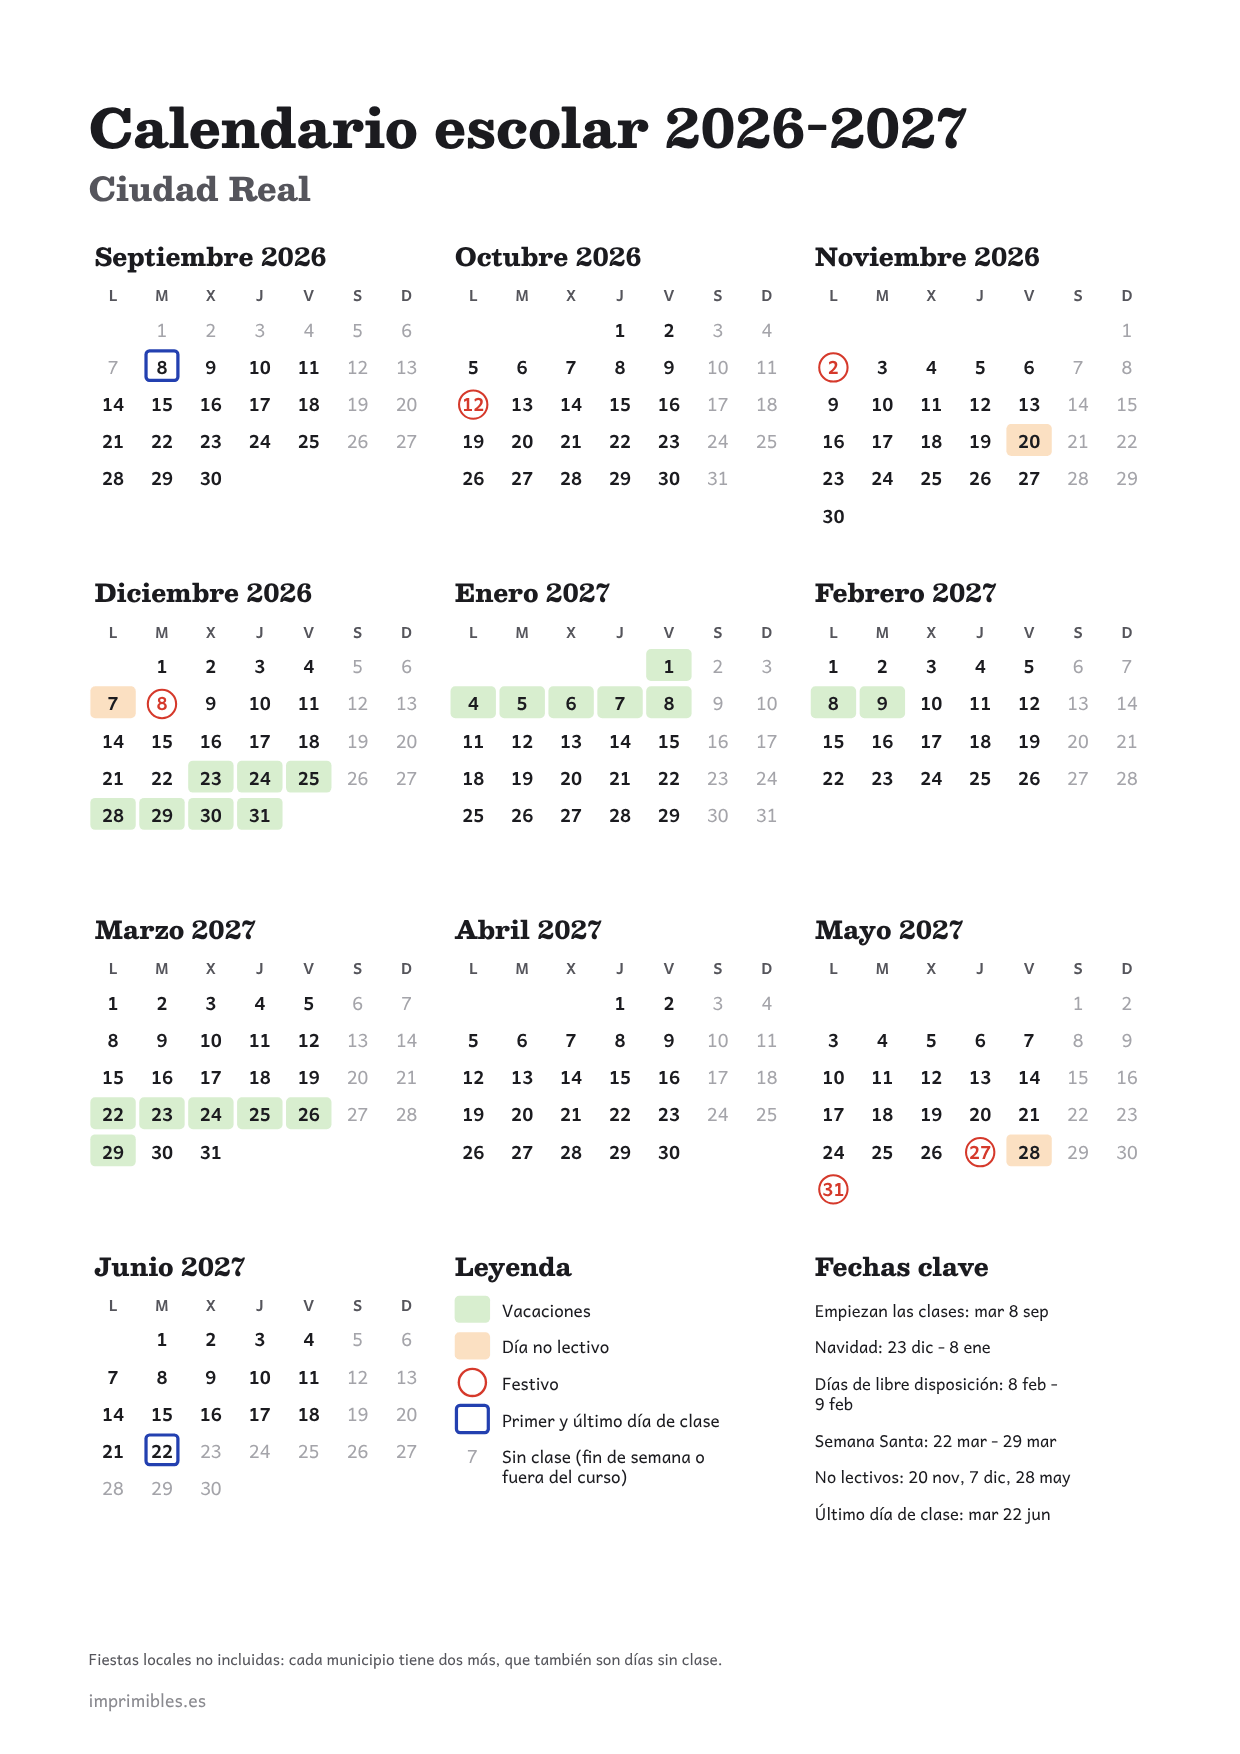 Calendario escolar 2026-2027
Ciudad Real
Septiembre 2026
L M X J V S D
1 2 3 4 5 6
7 8 9 10 11 12 13
14 15 16 17 18 19 20
21 22 23 24 25 26 27
28 29 30
Octubre 2026
L M X J V S D
1 2 3 4
5 6 7 8 9 10 11
12 13 14 15 16 17 18
19 20 21 22 23 24 25
26 27 28 29 30 31
Noviembre 2026
L M X J V S D
1
2 3 4 5 6 7 8
9 10 11 12 13 14 15
16 17 18 19 20 21 22
23 24 25 26 27 28 29
30
Diciembre 2026
L M X J V S D
1 2 3 4 5 6
7 8 9 10 11 12 13
14 15 16 17 18 19 20
21 22 23 24 25 26 27
28 29 30 31
Enero 2027
L M X J V S D
1 2 3
4 5 6 7 8 9 10
11 12 13 14 15 16 17
18 19 20 21 22 23 24
25 26 27 28 29 30 31
Febrero 2027
L M X J V S D
1 2 3 4 5 6 7
8 9 10 11 12 13 14
15 16 17 18 19 20 21
22 23 24 25 26 27 28
Marzo 2027
L M X J V S D
1 2 3 4 5 6 7
8 9 10 11 12 13 14
15 16 17 18 19 20 21
22 23 24 25 26 27 28
29 30 31
Abril 2027
L M X J V S D
1 2 3 4
5 6 7 8 9 10 11
12 13 14 15 16 17 18
19 20 21 22 23 24 25
26 27 28 29 30
Mayo 2027
L M X J V S D
1 2
3 4 5 6 7 8 9
10 11 12 13 14 15 16
17 18 19 20 21 22 23
24 25 26 27 28 29 30
31
Junio 2027
L M X J V S D
1 2 3 4 5 6
7 8 9 10 11 12 13
14 15 16 17 18 19 20
21 22 23 24 25 26 27
28 29 30
Leyenda
Vacaciones
Día no lectivo
Festivo
Primer y último día de clase
7 Sin clase (fin de semana o
fuera del curso)
Fechas clave
Empiezan las clases: mar 8 sep
Navidad: 23 dic - 8 ene
Días de libre disposición: 8 feb -
9 feb
Semana Santa: 22 mar - 29 mar
No lectivos: 20 nov, 7 dic, 28 may
Último día de clase: mar 22 jun
Fiestas locales no incluidas: cada municipio tiene dos más, que también son días sin clase.
imprimibles.es